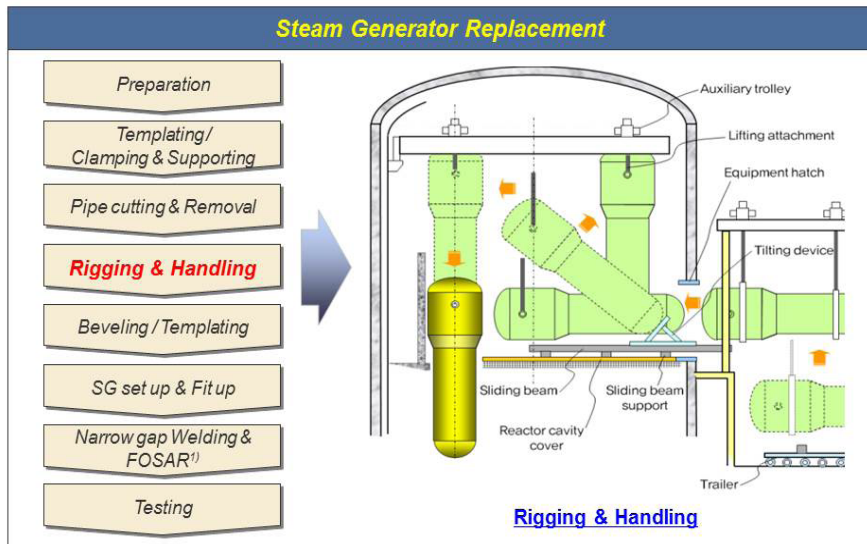 Steam Generator Replacement
Preparation
Templating/
Clamping & Supporting
Pipe cutting & Removal
Rigging & Handling
Beveling / Templating
SG set up & Fit up
Narrow gap Welding &
FOSAR¹⁾
Testing
Auxiliary trolley
Lifting attachment
Equipment hatch
Tilting device
Sliding beam
Sliding beam
support
Reactor cavity
cover
Trailer
Rigging & Handling